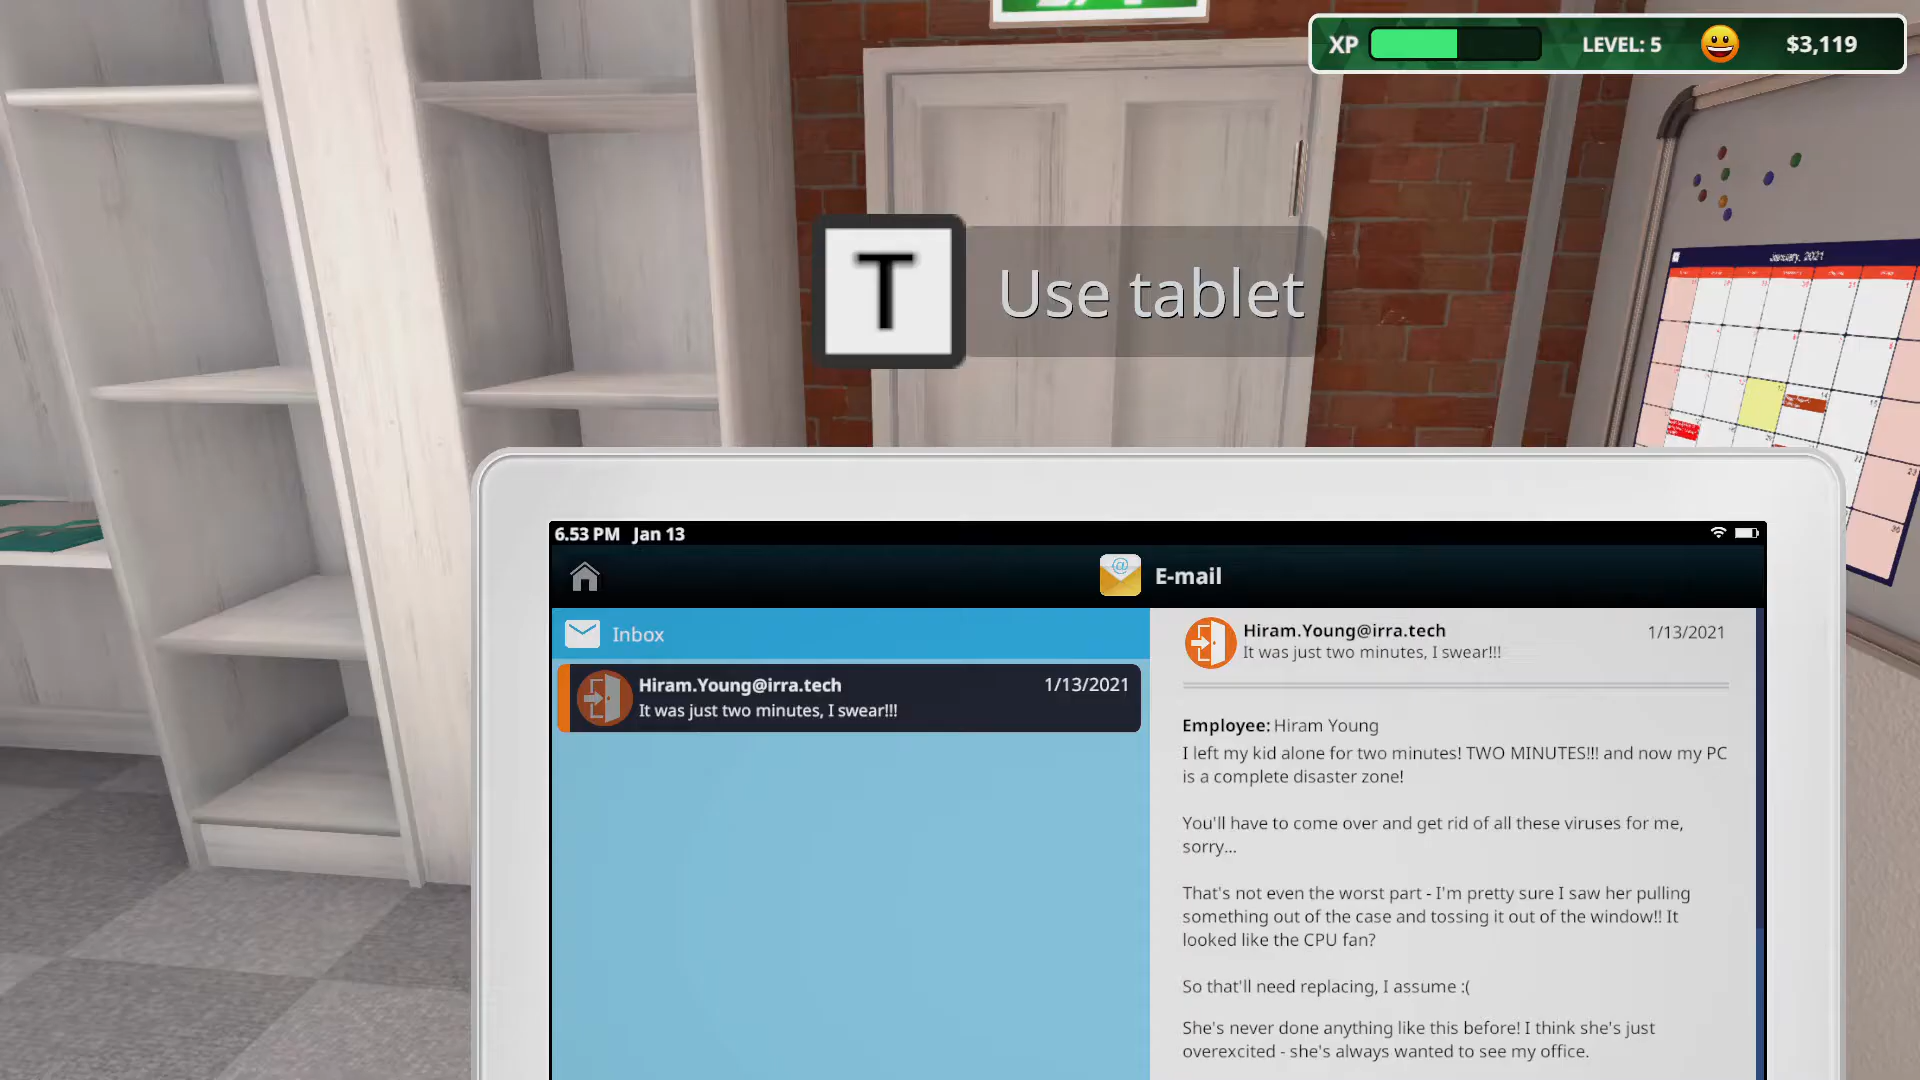 XP
LEVEL: 5
$3,119
January, 2021
T
Use tablet
6.53 PM Jan 13
E-mail
Inbox
Hiram.Young@irra.tech
1/13/2021
It was just two minutes, I swear!!!
Hiram.Young@irra.tech
1/13/2021
It was just two minutes, I swear!!!
Employee: Hiram Young
I left my kid alone for two minutes! TWO MINUTES!!! and now my PC
is a complete disaster zone!
You'll have to come over and get rid of all these viruses for me,
sorry...
That's not even the worst part - I'm pretty sure I saw her pulling
something out of the case and tossing it out of the window!! It
looked like the CPU fan?
So that'll need replacing, I assume :(
She's never done anything like this before! I think she's just
overexcited - she's always wanted to see my office.